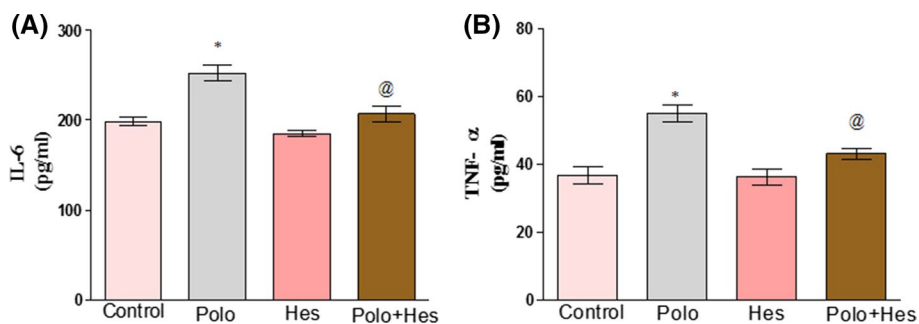 (A)
300
200
100
0
IL-6
(pg/ml)
*
@
Control Polo Hes Polo+Hes
(B)
80
60
40
20
0
TNF- α
(pg/ml)
*
@
Control Polo Hes Polo+Hes